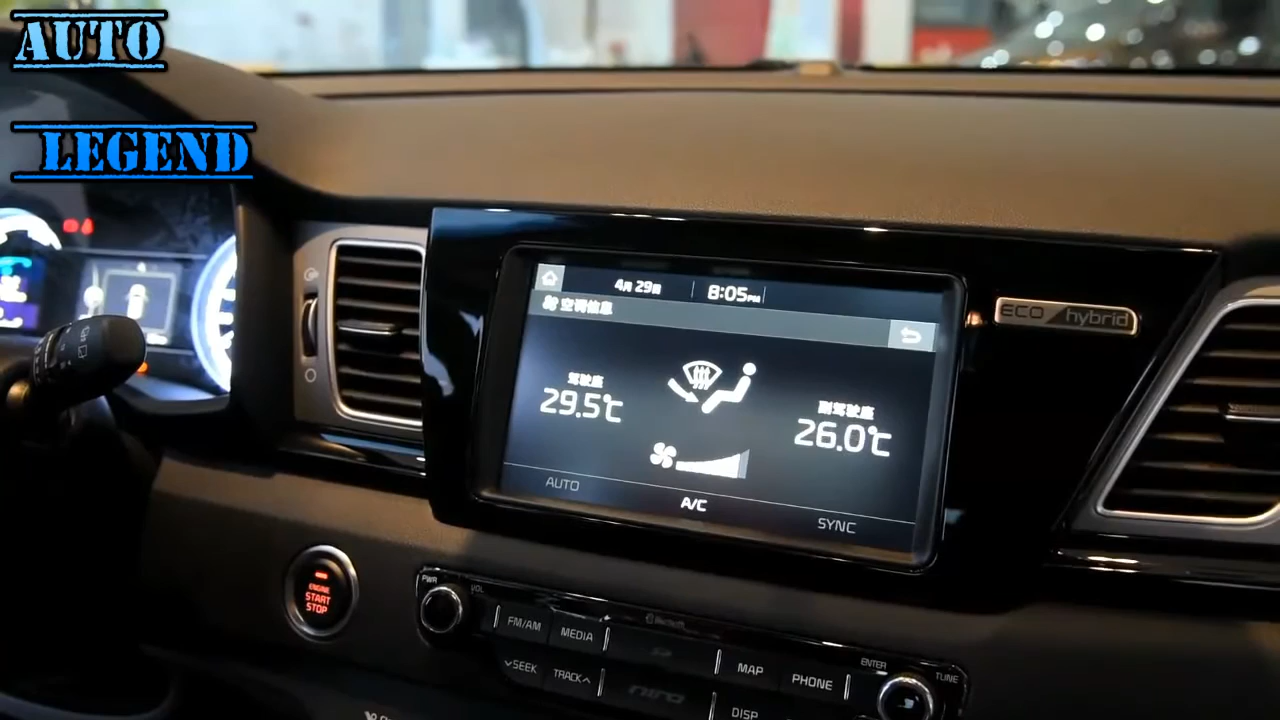 AUTO
LEGEND
4月 29日
8:05PM
空调信息
ECO hybrid
驾驶座
29.5℃
副驾驶座
26.0℃
AUTO
A/C
SYNC
ENGINE
START
STOP
PWR
VOL
FM/AM
MEDIA
MAP
PHONE
ENTER
TUNE
SEEK
TRACK
niro
DISP